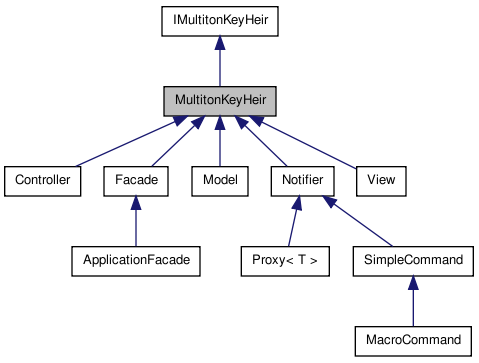 IMultitonKeyHeir
MultitonKeyHeir
Controller
Facade
Model
Notifier
View
ApplicationFacade
Proxy< T >
SimpleCommand
MacroCommand